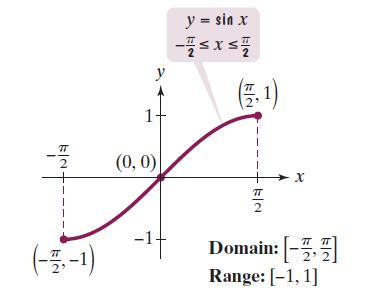 y = sin x
-π/2 ≤ x ≤ π/2
y
(π/2, 1)
1
-π/2
(0, 0)
x
π/2
-1
(-π/2, -1)
Domain: [-π/2, π/2]
Range: [-1, 1]